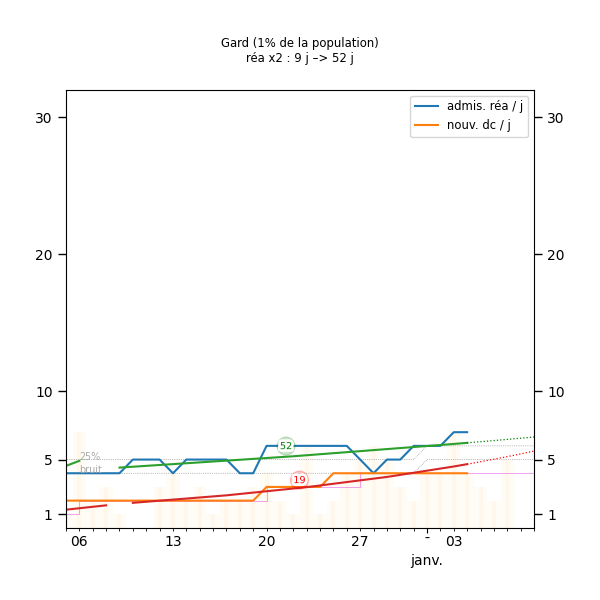 Gard (1% de la population)
réa x2 : 9 j –> 52 j
admis. réa / j
nouv. dc / j
30 30
20 20
10 10
5 5
1 1
25%
bruit
52
19
06 13 20 27 - 03
janv.